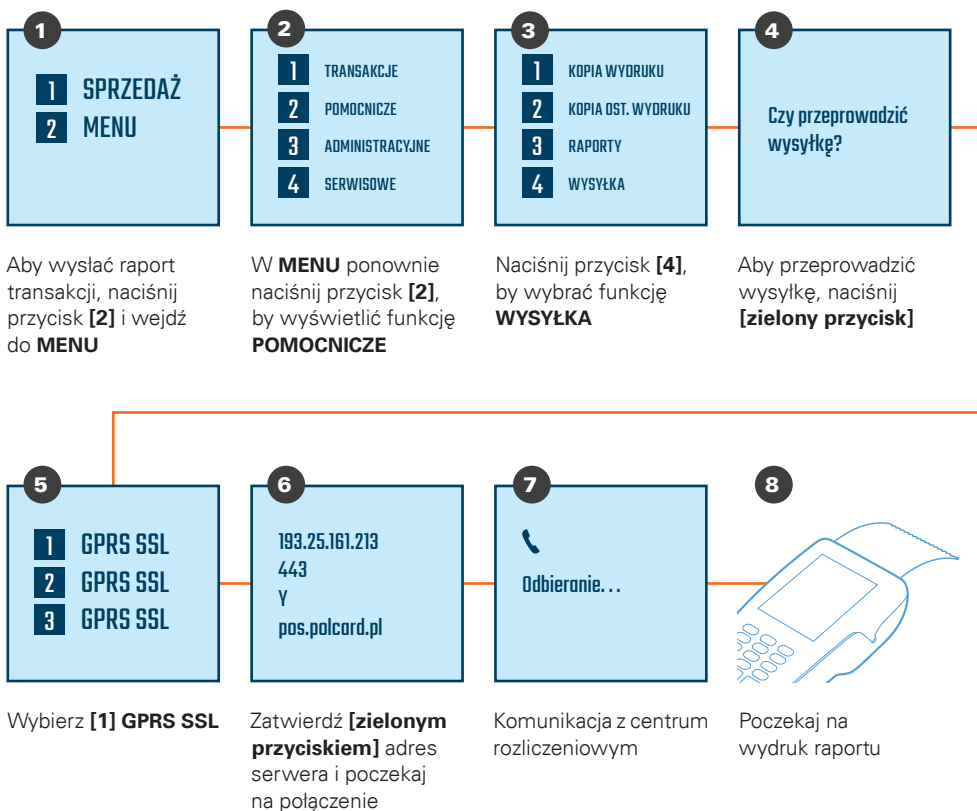 1
1 SPRZEDAŻ
2 MENU
Aby wysłać raport
transakcji, naciśnij
przycisk [2] i wejdź
do MENU
2
1 TRANSAKCJE
2 POMOCNICZE
3 ADMINISTRACYJNE
4 SERWISOWE
W MENU ponownie
naciśnij przycisk [2],
by wyświetlić funkcję
POMOCNICZE
3
1 KOPIA WYDRUKU
2 KOPIA OST. WYDRUKU
3 RAPORTY
4 WYSYŁKA
Naciśnij przycisk [4],
by wybrać funkcję
WYSYŁKA
4
Czy przeprowadzić
wysyłkę?
Aby przeprowadzić
wysyłkę, naciśnij
[zielony przycisk]
5
1 GPRS SSL
2 GPRS SSL
3 GPRS SSL
Wybierz [1] GPRS SSL
6
193.25.161.213
443
Y
pos.polcard.pl
Zatwierdź [zielonym
przyciskiem] adres
serwera i poczekaj
na połączenie
7
Odbieranie...
Komunikacja z centrum
rozliczeniowym
8
Poczekaj na
wydruk raportu